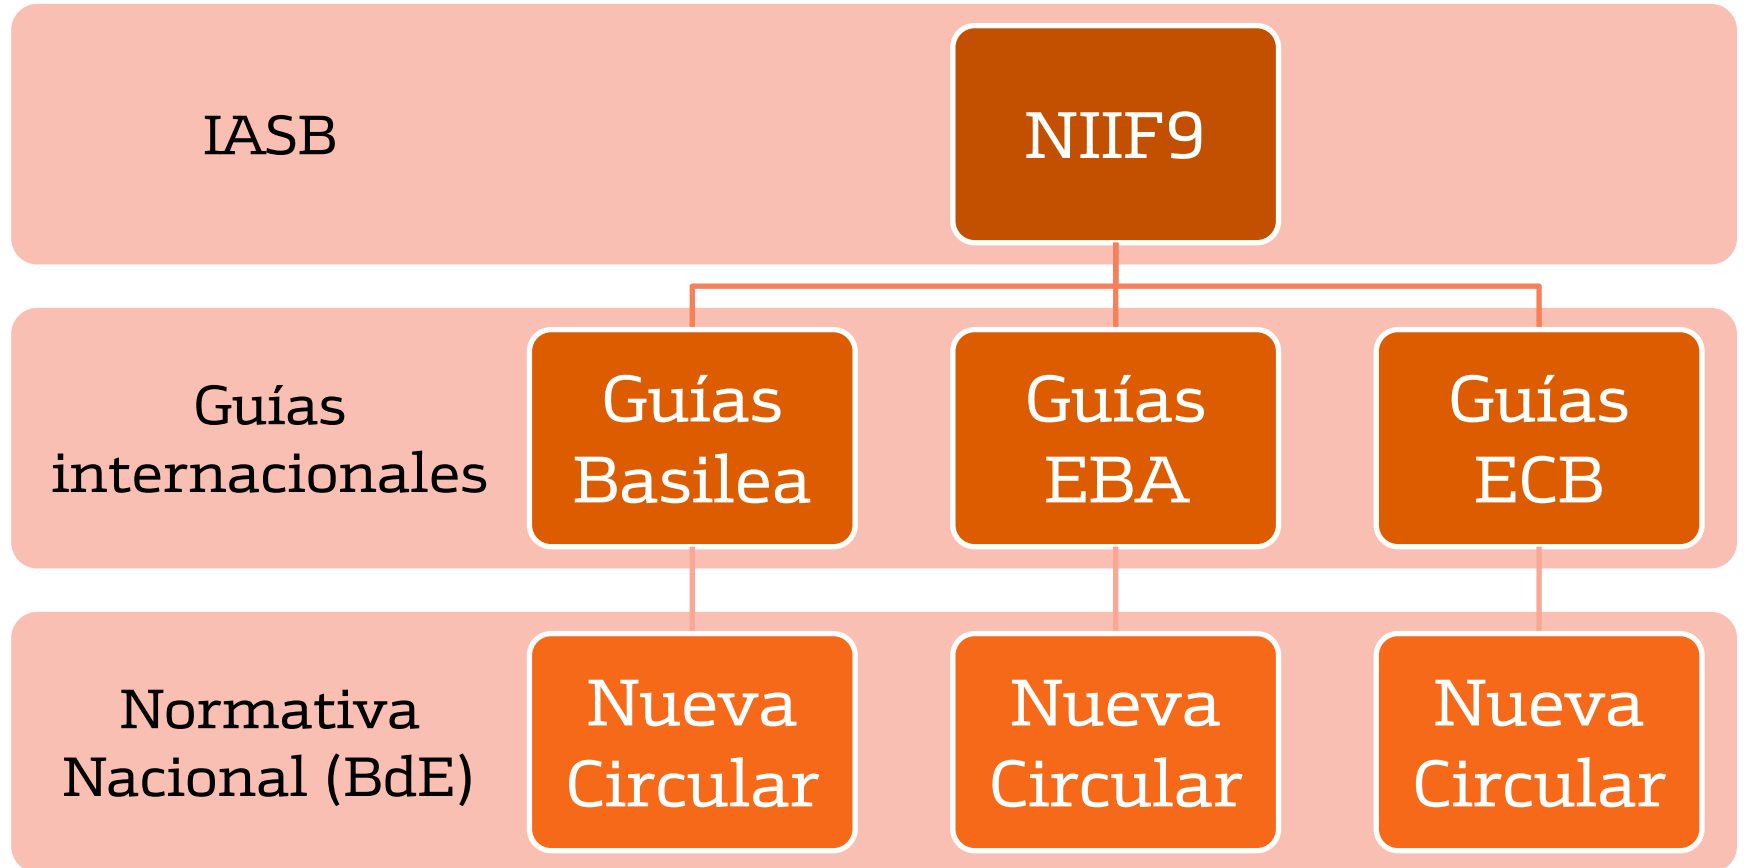 IASB
NIIF9
Guías
internacionales
Guías
Basilea
Guías
EBA
Guías
ECB
Normativa
Nacional (BdE)
Nueva
Circular
Nueva
Circular
Nueva
Circular